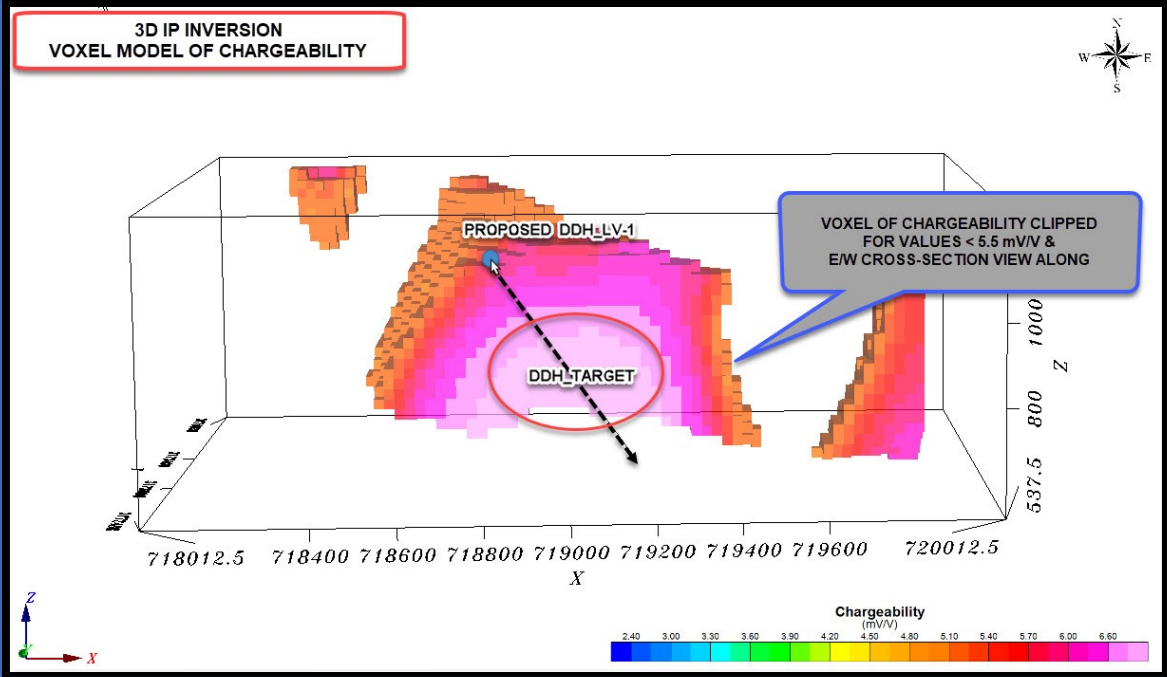 3D IP INVERSION
VOXEL MODEL OF CHARGEABILITY
N
W
E
S
PROPOSED DDH_LV-1
VOXEL OF CHARGEABILITY CLIPPED
FOR VALUES < 5.5 mV/V &
E/W CROSS-SECTION VIEW ALONG
DDH_TARGET
1000
Z
800
537.5
718012.5 718400 718600 718800 719000 719200 719400 719600 720012.5
X
Z
X
Chargeability
(mV/V)
2.40 3.00 3.30 3.60 3.90 4.20 4.50 4.80 5.10 5.40 5.70 6.00 6.60